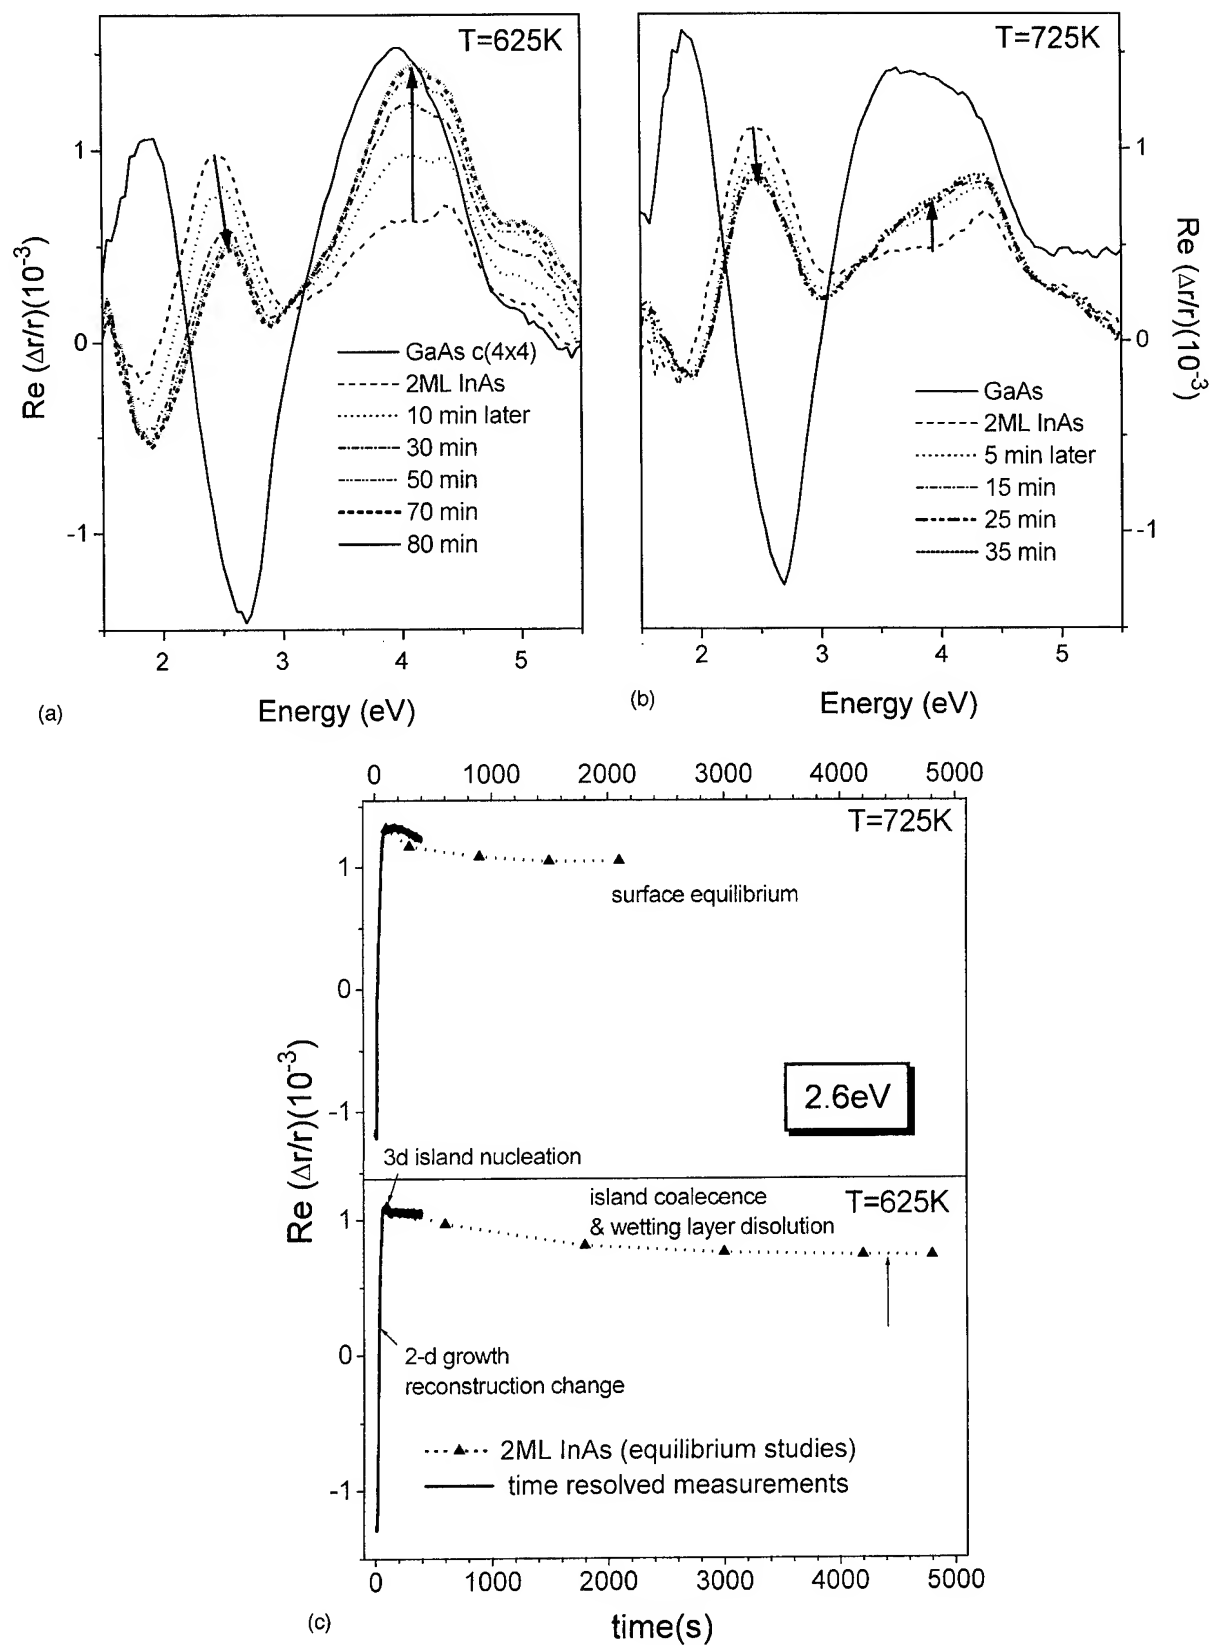 T=625K
1
0
-1
Re (Δr/r)(10⁻³)
GaAs c(4x4)
2ML InAs
10 min later
30 min
50 min
70 min
80 min
2 3 4 5
Energy (eV)
(a)
T=725K
1
0
-1
Re (Δr/r)(10⁻³)
GaAs
2ML InAs
5 min later
15 min
25 min
35 min
2 3 4 5
Energy (eV)
(b)
0 1000 2000 3000 4000 5000
T=725K
1
0
-1
surface equilibrium
2.6eV
Re (Δr/r)(10⁻³)
3d island nucleation
island coalecence
& wetting layer disolution
T=625K
1
0
-1
2-d growth
reconstruction change
2ML InAs (equilibrium studies)
time resolved measurements
0 1000 2000 3000 4000 5000
time(s)
(c)